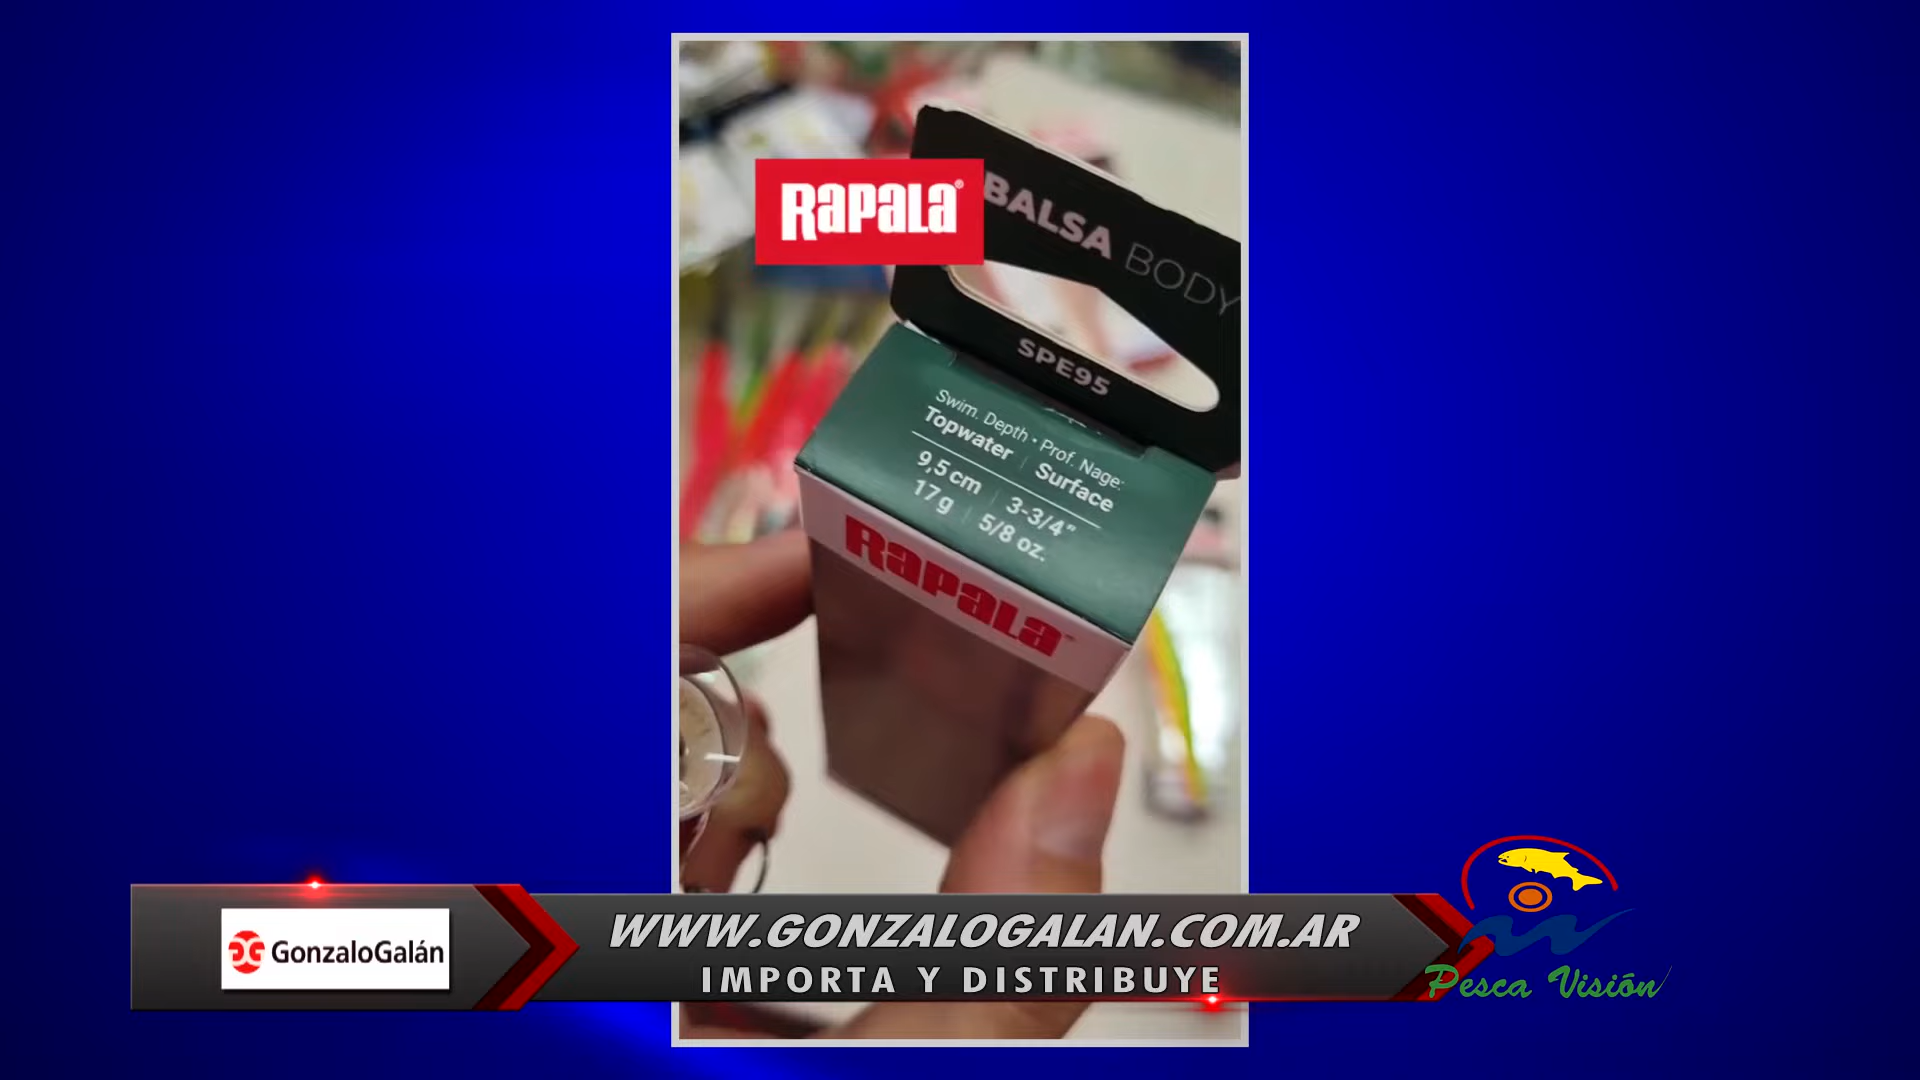 RAPALA®
BALSA BODY
SPE95
Swim. Depth • Prof. Nage:
Topwater | Surface
9,5 cm | 3-3/4"
17g | 5/8 oz.
RAPALA
GonzaloGalán
WWW.GONZALOGALAN.COM.AR
IMPORTA Y DISTRIBUYE
Pesca Visión